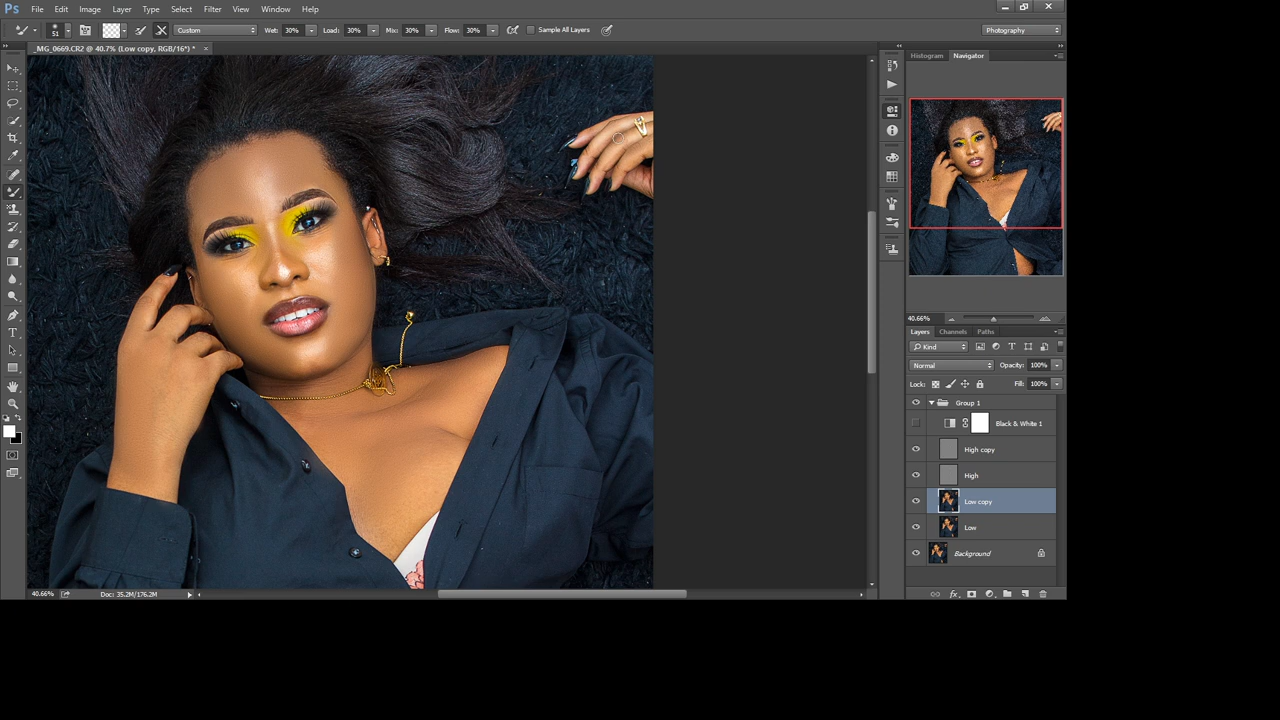 Ps File Edit Image Layer Type Select Filter View Window Help
51 Custom Wet: 30% Load: 30% Mix: 30% Flow: 30% Sample All Layers Photography
_MG_0669.CR2 @ 40.7% (Low copy, RGB/16*) * ×
Histogram Navigator
40.66%
Layers Channels Paths
Kind
Normal Opacity: 100%
Lock: Fill: 100%
Group 1
Black & White 1
High copy
High
Low copy
Low
Background
40.66% Doc: 35.2M/176.2M
fx